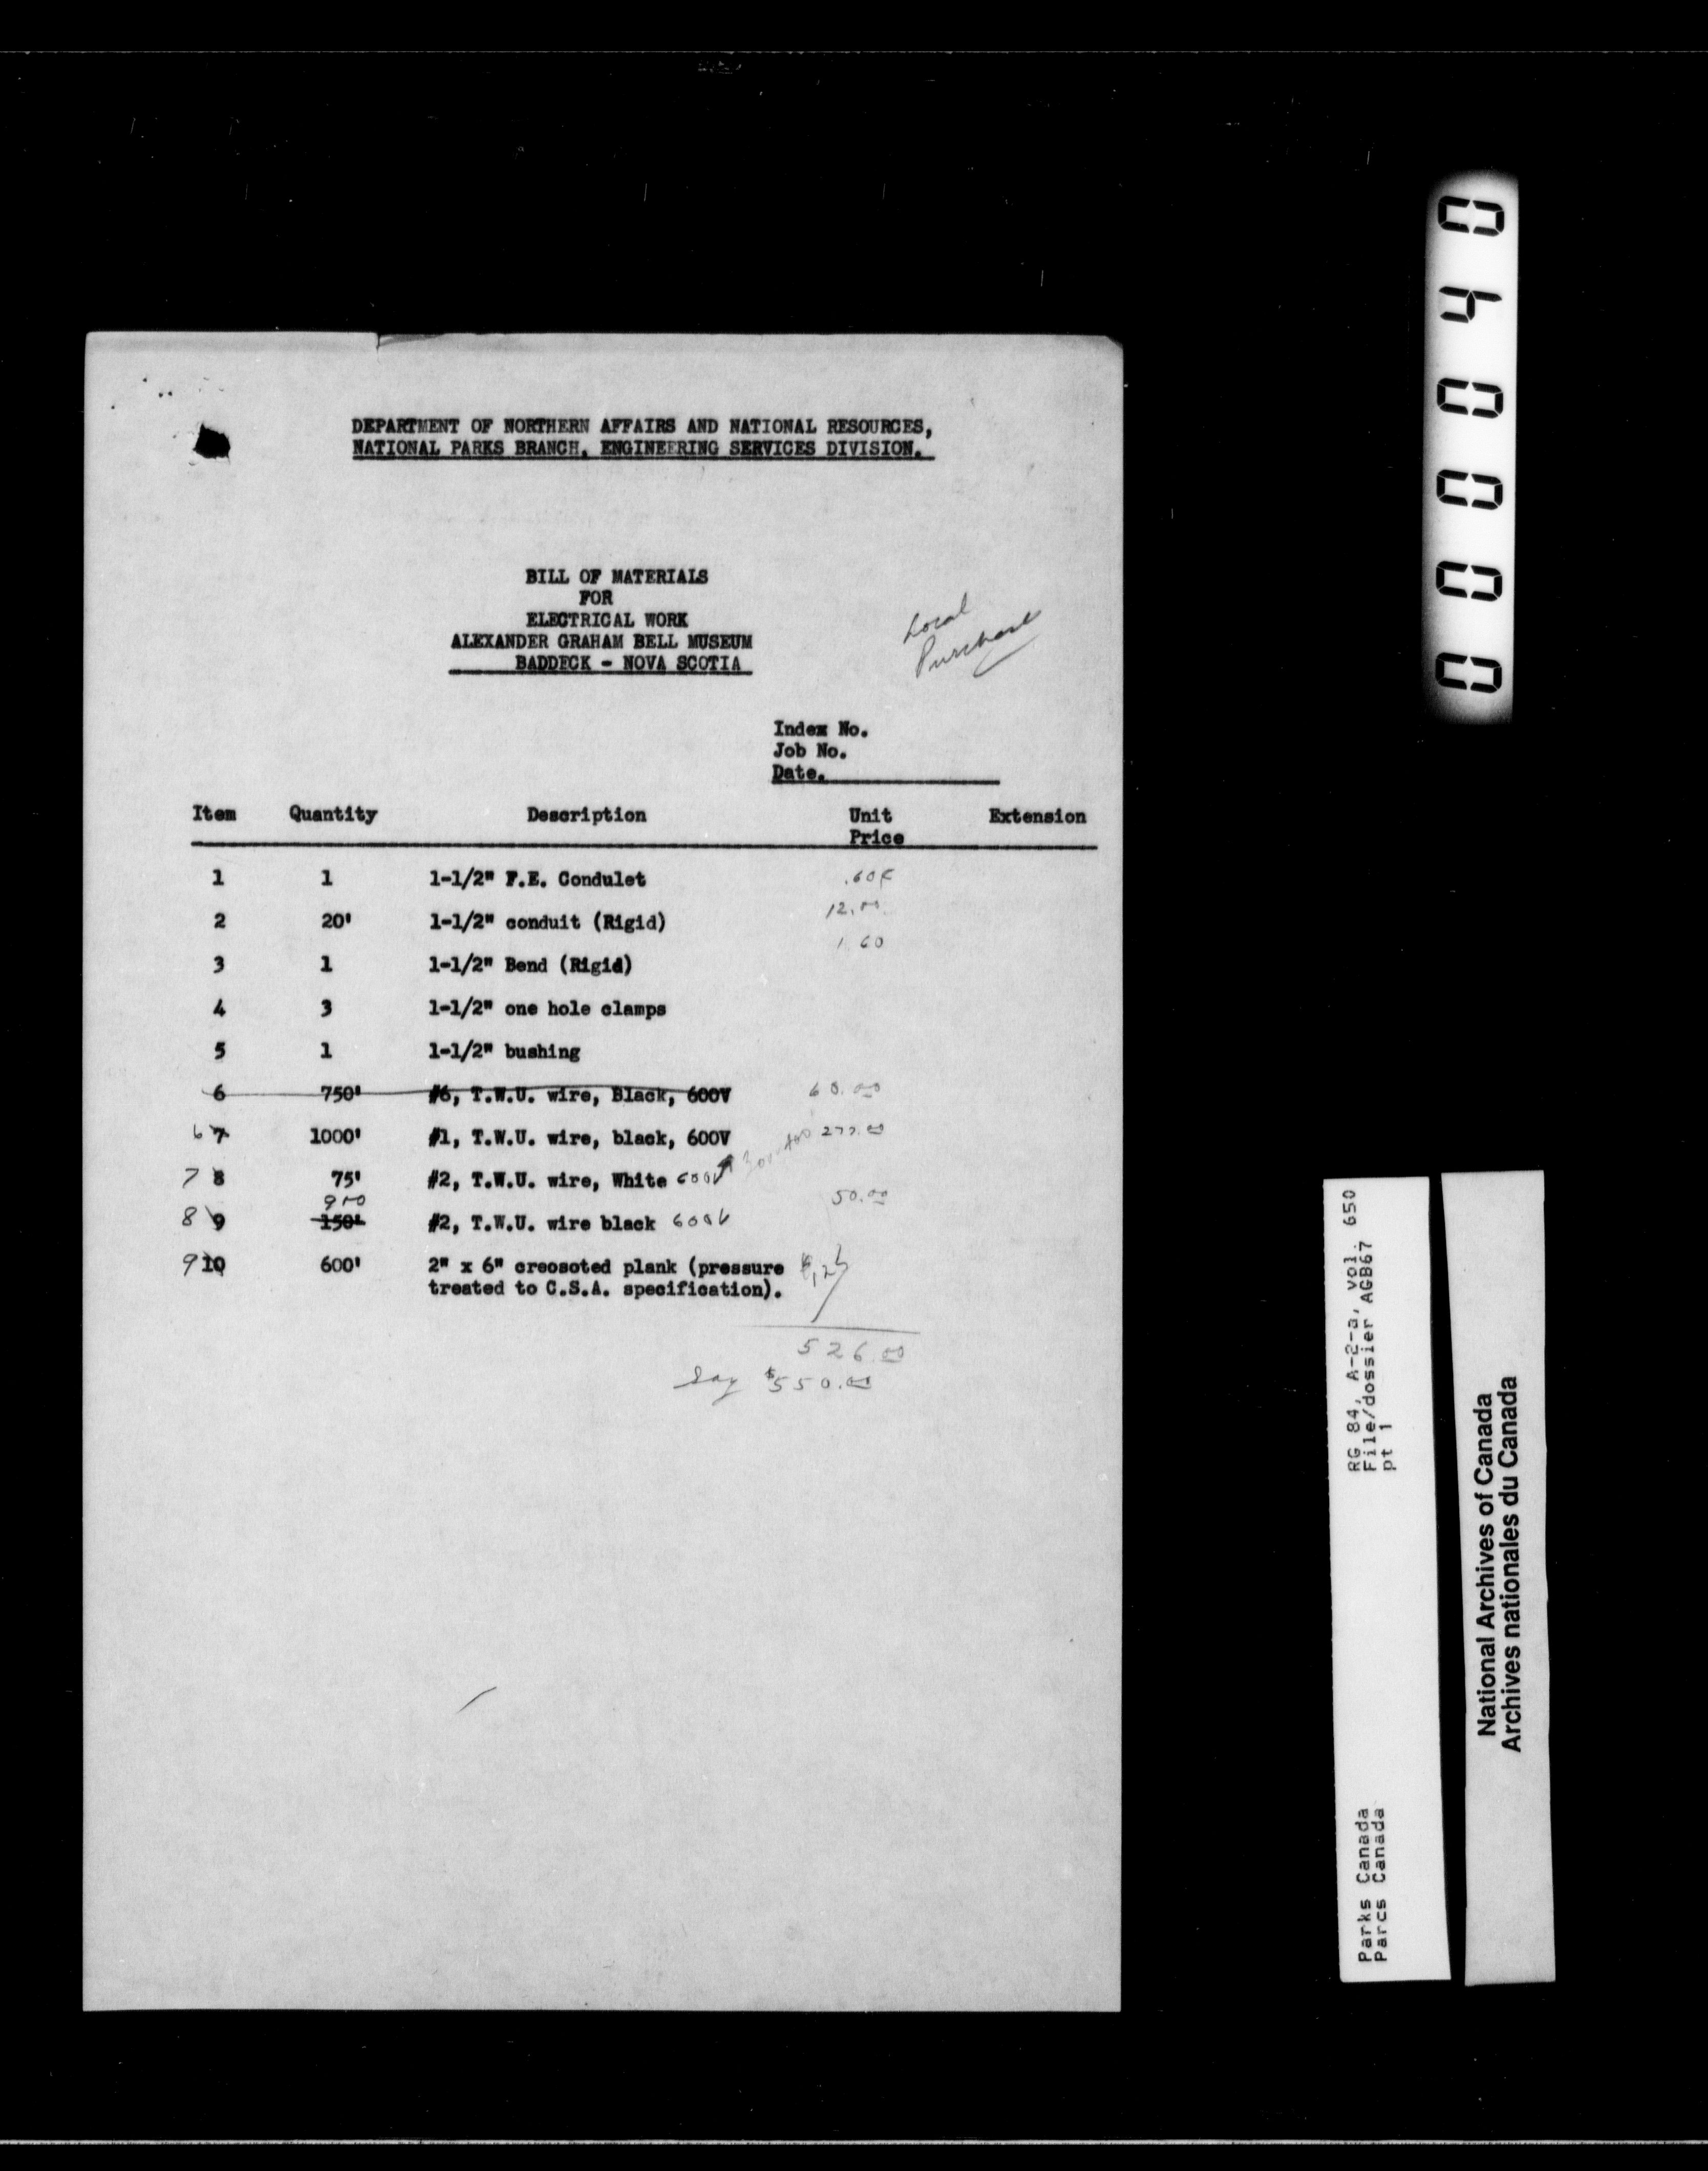 DEPARTMENT OF NORTHERN AFFAIRS AND NATIONAL RESOURCES,
NATIONAL PARKS BRANCH, ENGINEERING SERVICES DIVISION.
BILL OF MATERIALS
FOR
ELECTRICAL WORK
ALEXANDER GRAHAM BELL MUSEUM
BADDECK - NOVA SCOTIA
Local
Purchase
Index No.
Job No.
Date.
Item Quantity Description Unit Price Extension
1 1 1-1/2" F.E. Condulet .60
12.00
2 20' 1-1/2" conduit (Rigid)
1.60
3 1 1-1/2" Bend (Rigid)
4 3 1-1/2" one hole clamps
5 1 1-1/2" bushing
6 750' #6, T.W.U. wire, Black, 600V 60.00
6 7 1000' #1, T.W.U. wire, black, 600V 277.00
7 8 75' #2, T.W.U. wire, White 600V
900 50.00
8 9 150' #2, T.W.U. wire black 600V
9 10 600' 2" x 6" creosoted plank (pressure
treated to C.S.A. specification).
526.00
Say $550.00
000040
RG 84, A-2-a, vol. 650
File/dossier AGB67
pt 1
Parks Canada
Parcs Canada
National Archives of Canada
Archives nationales du Canada